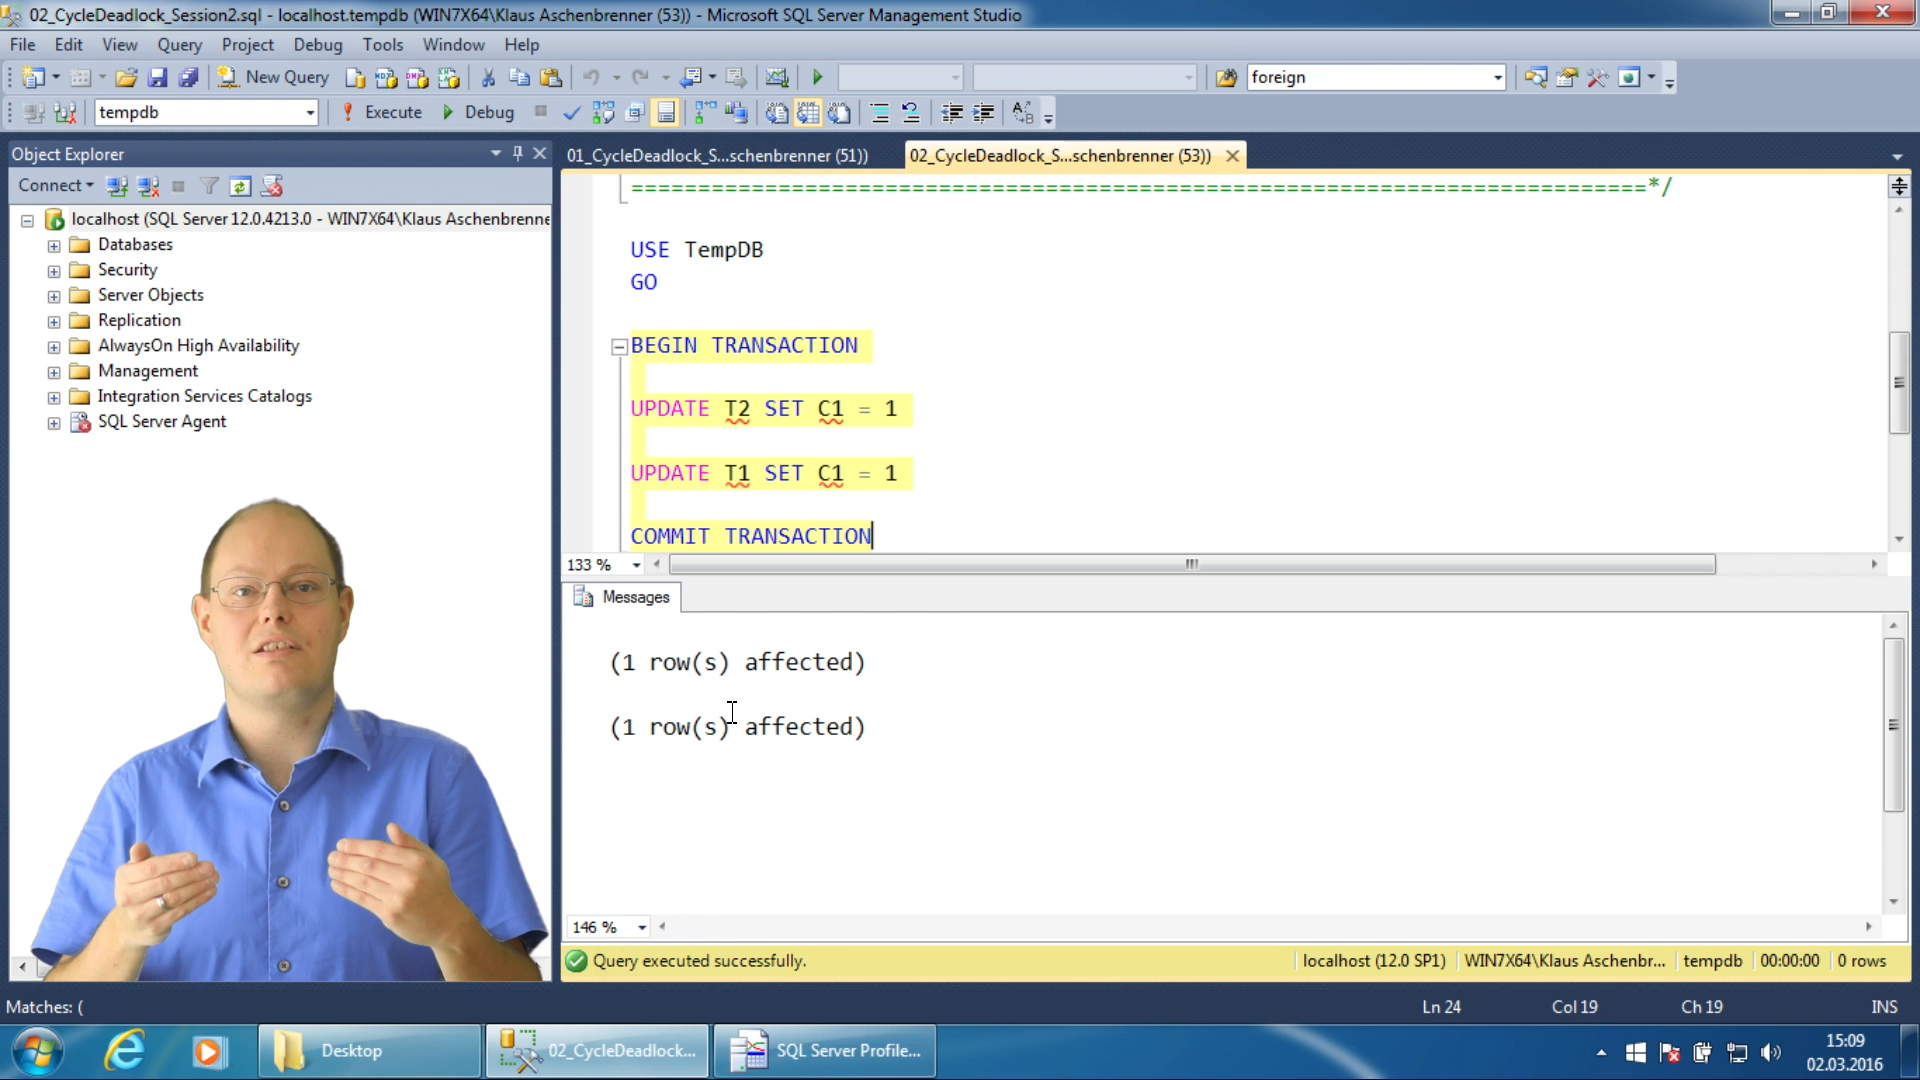 02_CycleDeadlock_Session2.sql - localhost.tempdb (WIN7X64\Klaus Aschenbrenner (53)) - Microsoft SQL Server Management Studio
File Edit View Query Project Debug Tools Window Help
New Query foreign
tempdb Execute Debug
Object Explorer
01_CycleDeadlock_S...schenbrenner (51)) 02_CycleDeadlock_S...schenbrenner (53))
Connect
localhost (SQL Server 12.0.4213.0 - WIN7X64\Klaus Aschenbrenne
Databases
Security
Server Objects
Replication
AlwaysOn High Availability
Management
Integration Services Catalogs
SQL Server Agent
============================================================================*/
USE TempDB
GO
BEGIN TRANSACTION
UPDATE T2 SET C1 = 1
UPDATE T1 SET C1 = 1
COMMIT TRANSACTION
133 %
Messages
(1 row(s) affected)
(1 row(s) affected)
146 %
Query executed successfully. localhost (12.0 SP1) WIN7X64\Klaus Aschenbr... tempdb 00:00:00 0 rows
Matches: ( Ln 24 Col 19 Ch 19 INS
Desktop 02_CycleDeadlock... SQL Server Profile...
15:09
02.03.2016